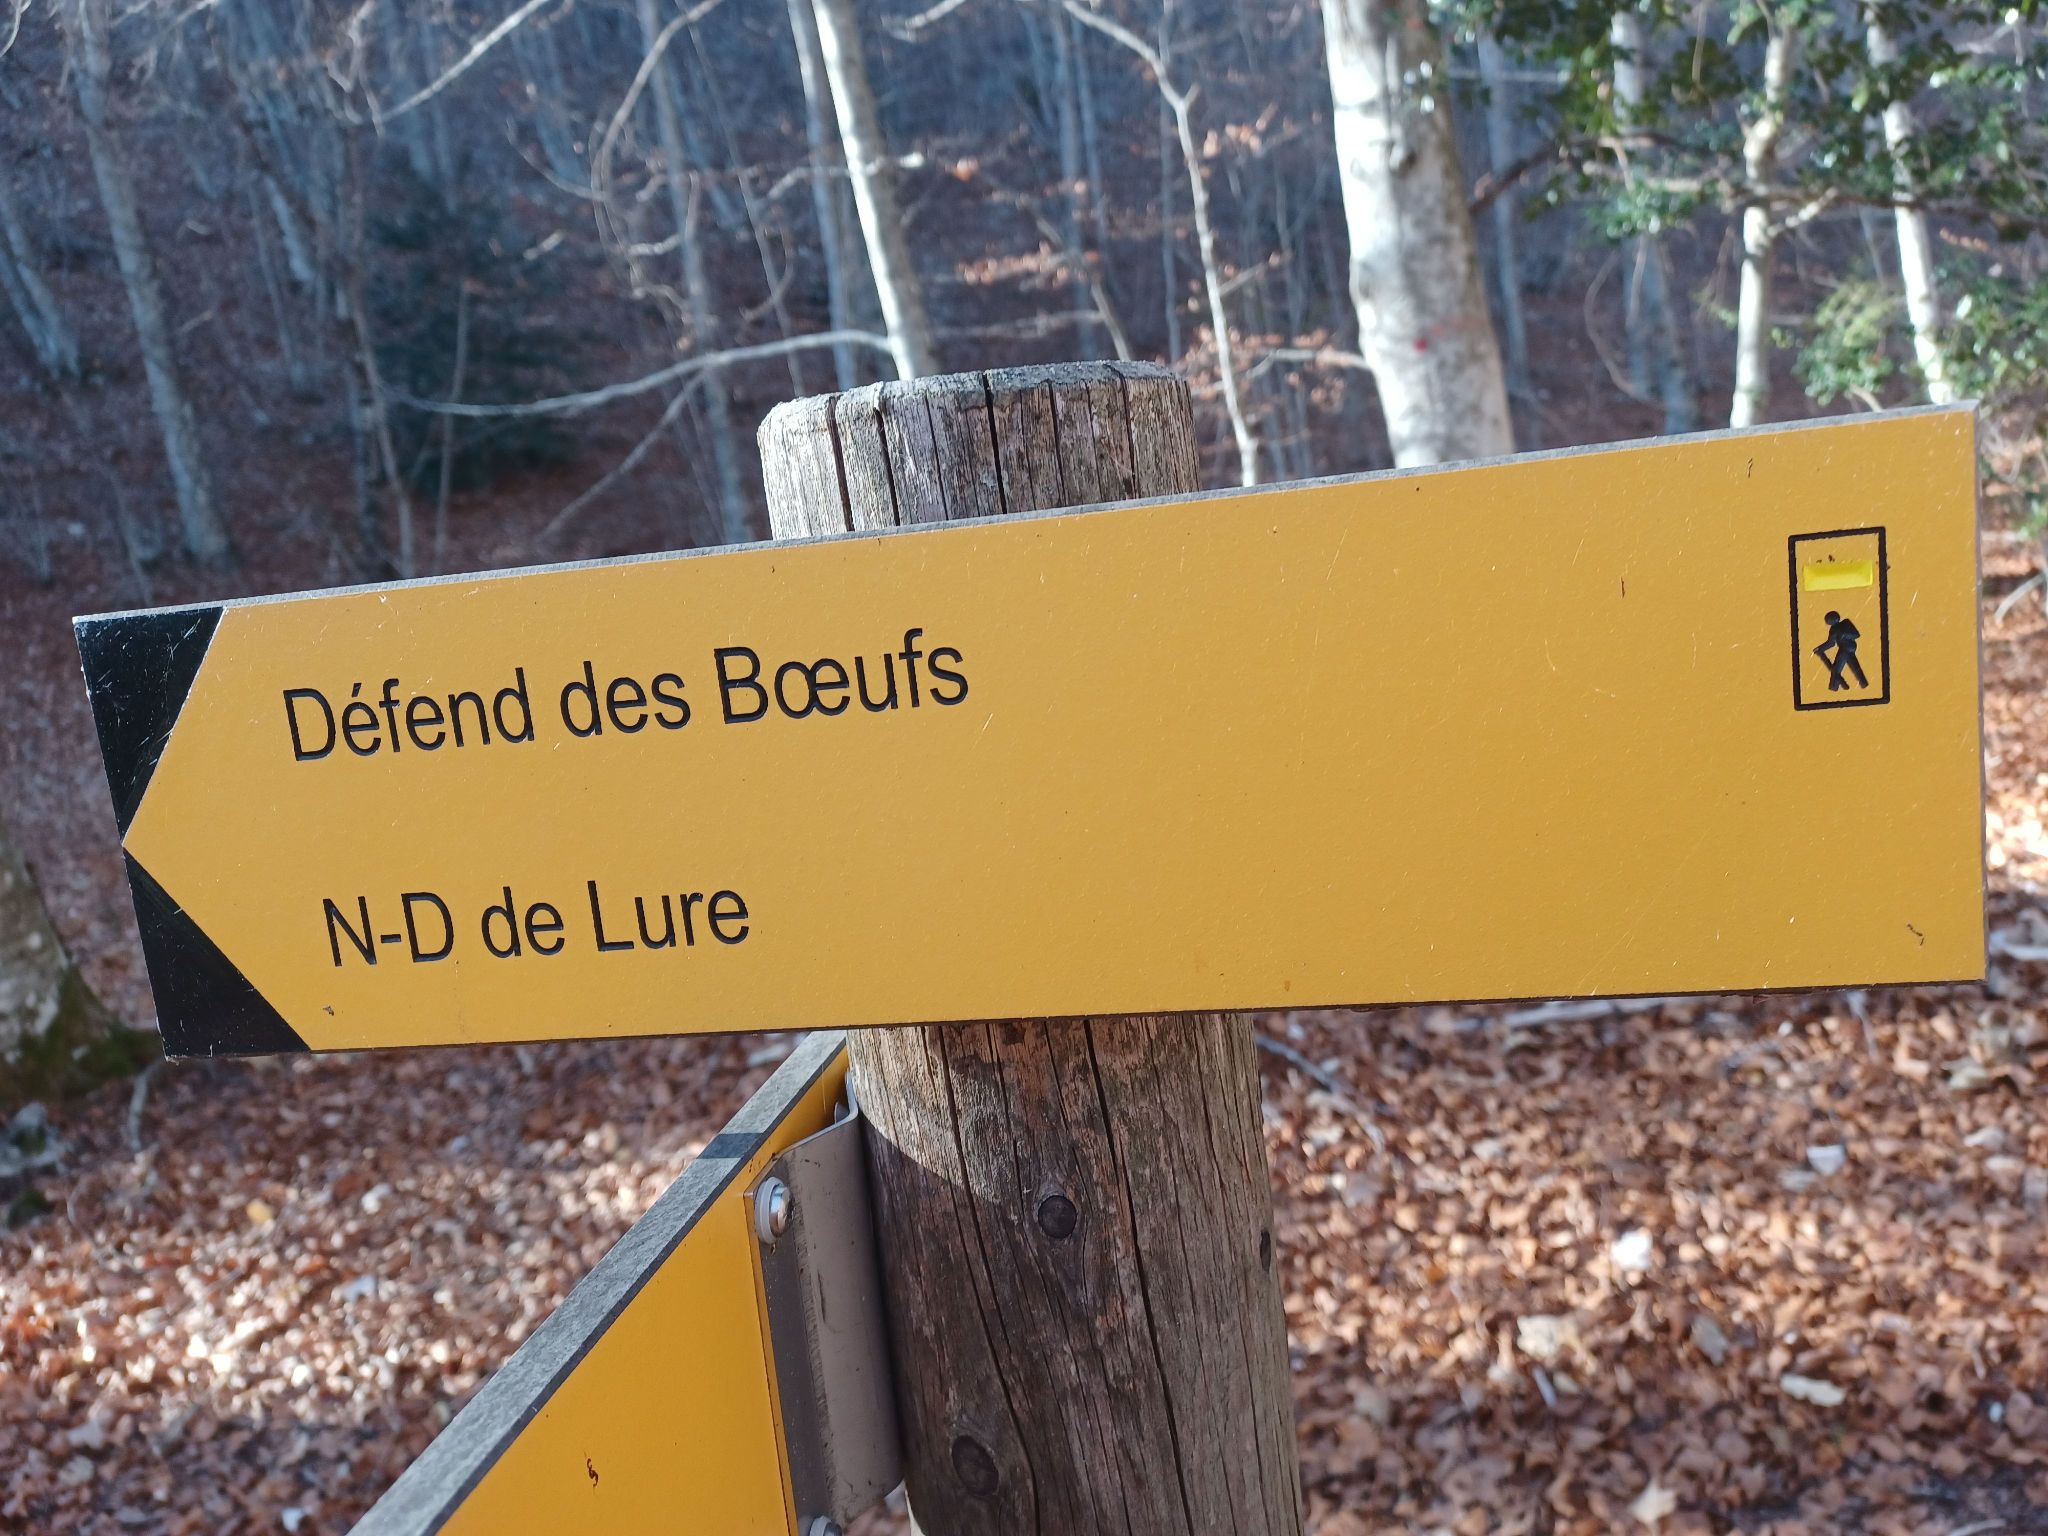 Défend des Bœufs
N-D de Lure